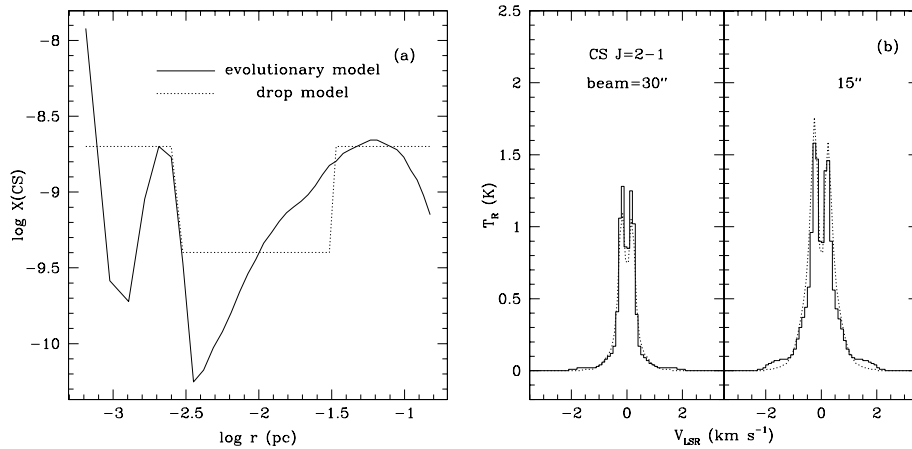 (a)
evolutionary model
drop model
-8
-8.5
-9
-9.5
-10
log X(CS)
-3
-2.5
-2
-1.5
-1
log r (pc)
(b)
CS J=2-1
beam=30"
15"
2.5
2
1.5
1
0.5
0
T_R (K)
-2
0
2
-2
0
2
V_LSR (km s⁻¹)